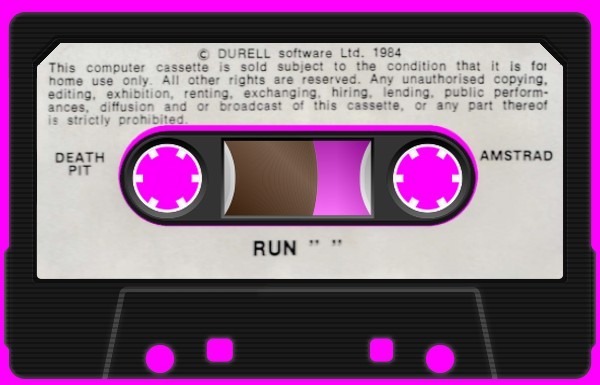 © DURELL software Ltd. 1984
This computer cassette is sold subject to the condition that it is for
home use only. All other rights are reserved. Any unauthorised copying,
editing, exhibition, renting, exchanging, hiring, lending, public perform-
ances, diffusion and or broadcast of this cassette, or any part thereof
is strictly prohibited.
DEATH
PIT
AMSTRAD
RUN " "